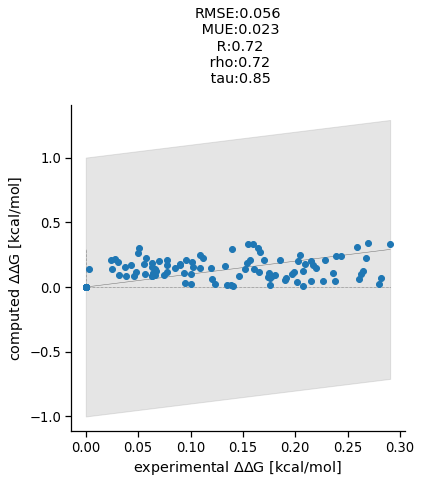 RMSE:0.056
MUE:0.023
R:0.72
rho:0.72
tau:0.85
computed ΔΔG [kcal/mol]
1.0
0.5
0.0
−0.5
−1.0
0.00 0.05 0.10 0.15 0.20 0.25 0.30
experimental ΔΔG [kcal/mol]